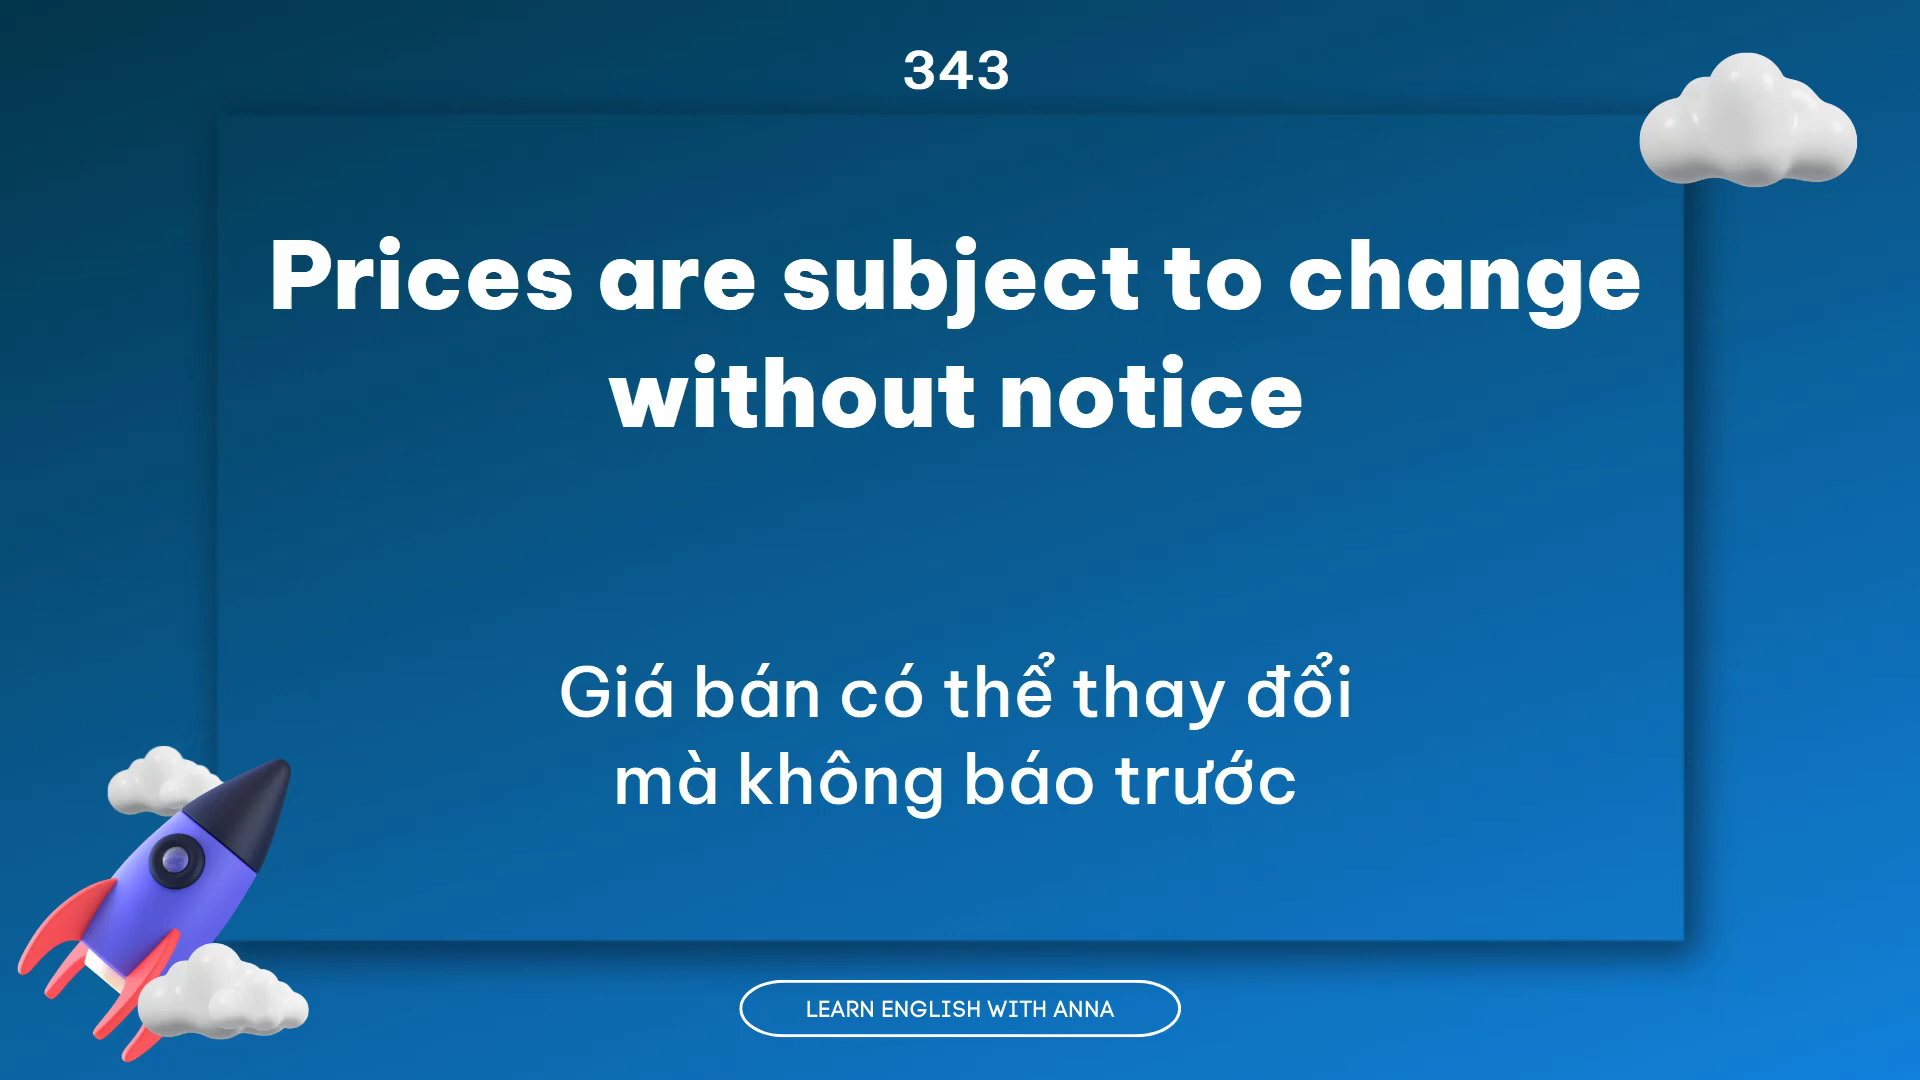 343
Prices are subject to change
without notice
Giá bán có thể thay đổi
mà không báo trước
LEARN ENGLISH WITH ANNA